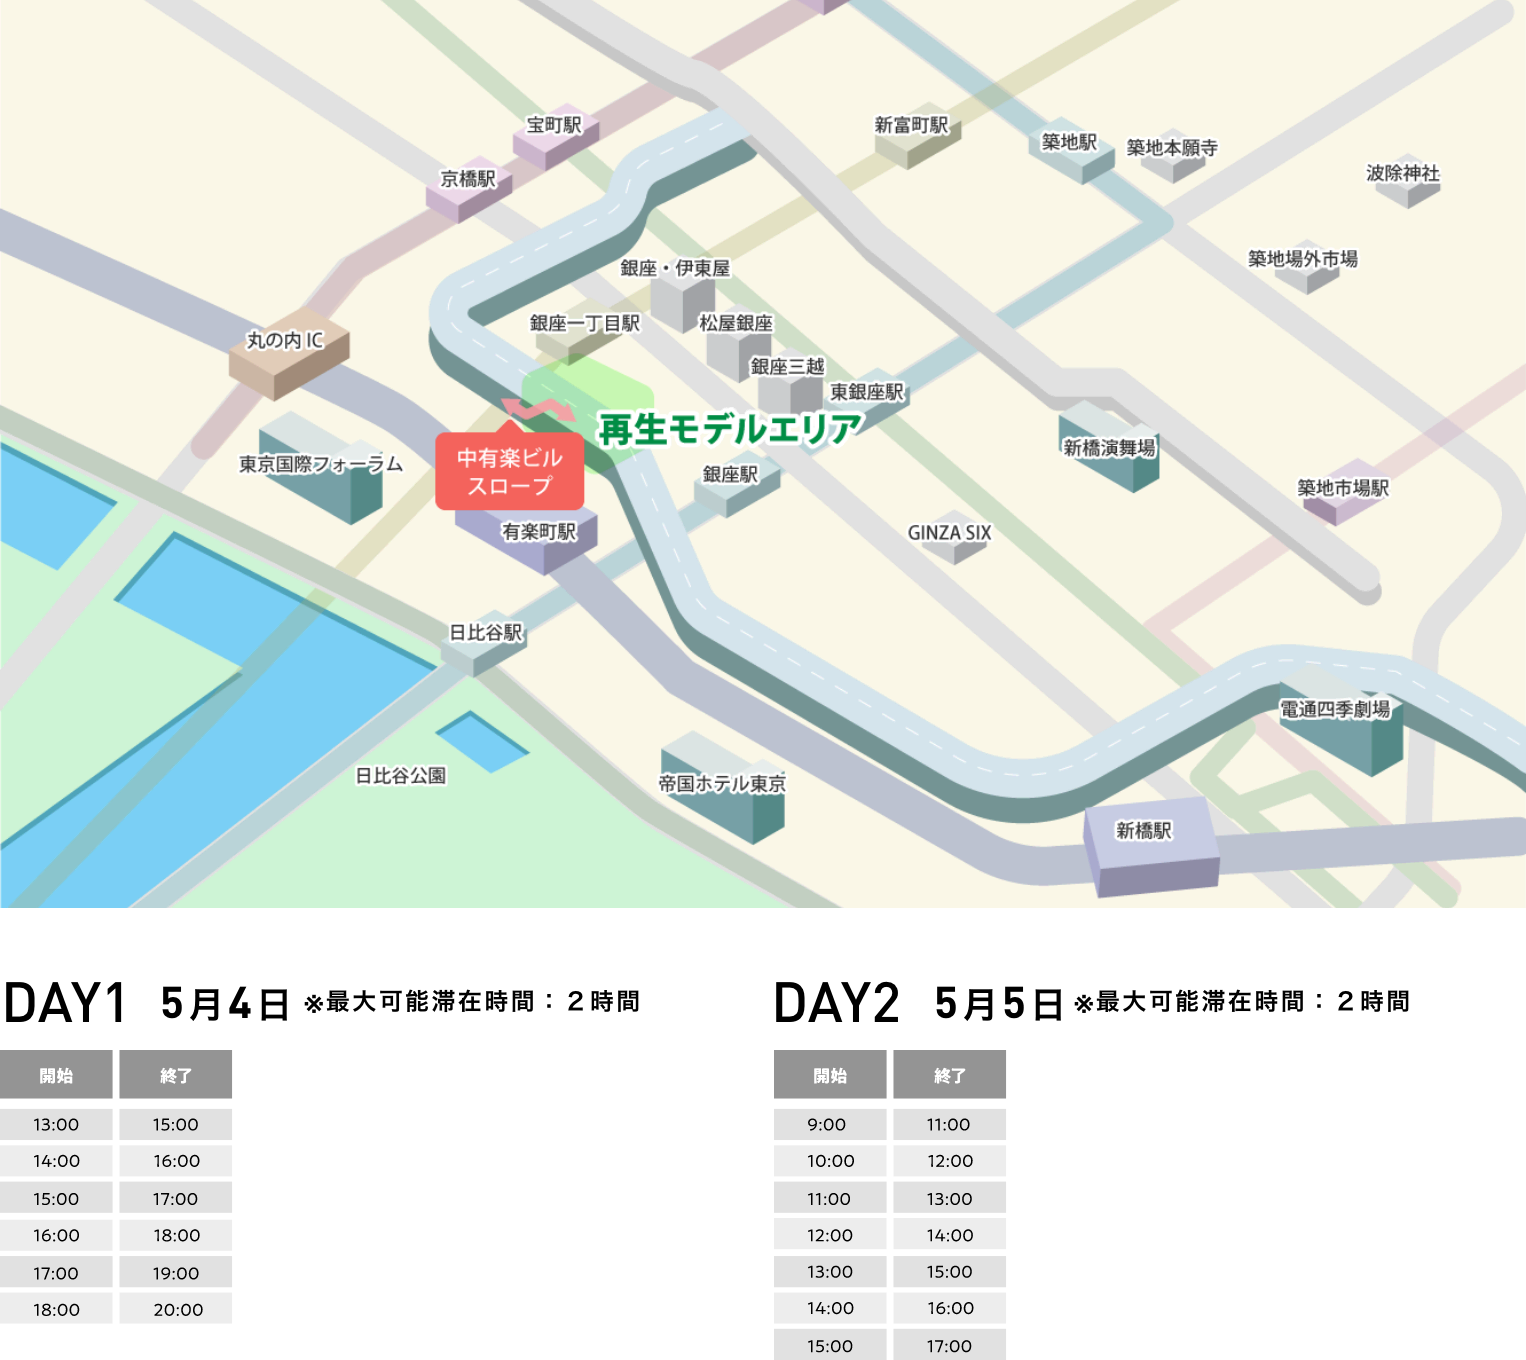 宝町駅
新富町駅
築地駅
築地本願寺
京橋駅
波除神社
銀座・伊東屋
築地場外市場
丸の内 IC
銀座一丁目駅
松屋銀座
銀座三越
東銀座駅
再生モデルエリア
東京国際フォーラム
中有楽ビル
スロープ
銀座駅
新橋演舞場
築地市場駅
有楽町駅
GINZA SIX
日比谷駅
電通四季劇場
日比谷公園
帝国ホテル東京
新橋駅
DAY1 5月4日 ※最大可能滞在時間：２時間
開始 終了
13:00 15:00
14:00 16:00
15:00 17:00
16:00 18:00
17:00 19:00
18:00 20:00
DAY2 5月5日 ※最大可能滞在時間：２時間
開始 終了
9:00 11:00
10:00 12:00
11:00 13:00
12:00 14:00
13:00 15:00
14:00 16:00
15:00 17:00